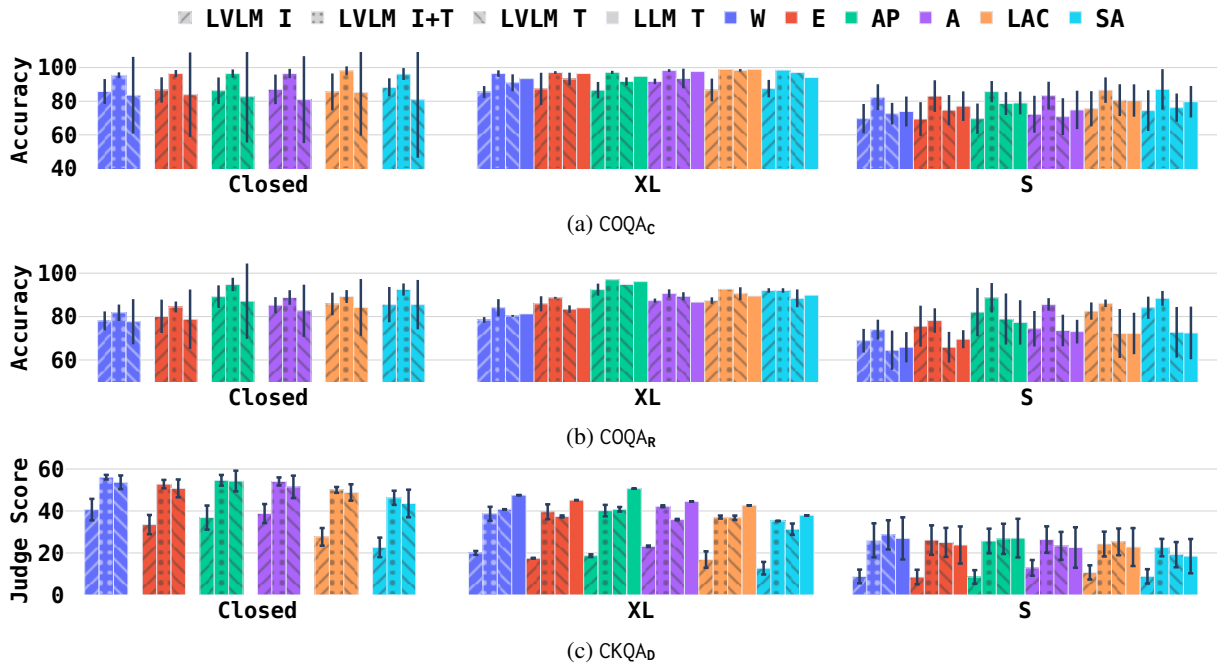 LVLM I LVLM I+T LVLM T LLM T W E AP A LAC SA
Accuracy
100
80
60
40
Closed XL S
(a) COQA_C
Accuracy
100
80
60
Closed XL S
(b) COQA_R
Judge Score
60
40
20
0
Closed XL S
(c) CKQA_D